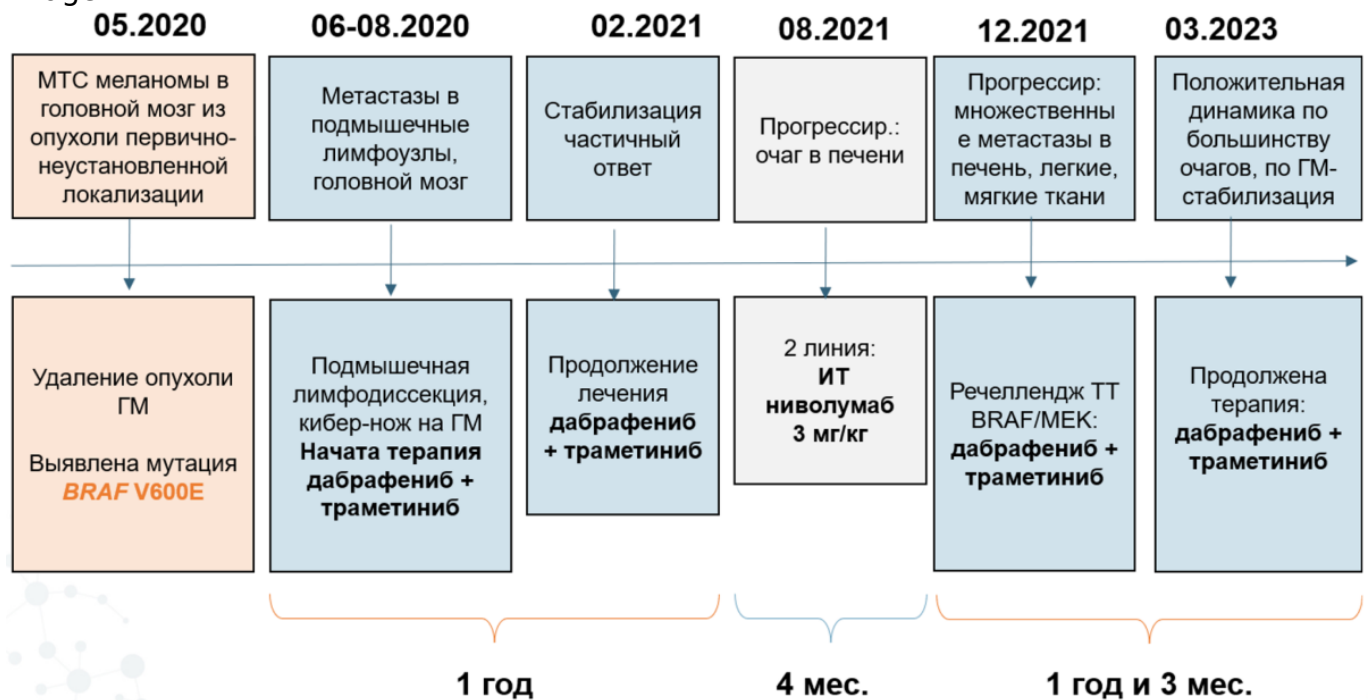 05.2020
06-08.2020
02.2021
08.2021
12.2021
03.2023
МТС меланомы в
головной мозг из
опухоли первично-
неустановленной
локализации
Метастазы в
подмышечные
лимфоузлы,
головной мозг
Стабилизация
частичный
ответ
Прогрессир.:
очаг в печени
Прогрессир:
множественны
е метастазы в
печень, легкие,
мягкие ткани
Положительная
динамика по
большинству
очагов, по ГМ-
стабилизация
Удаление опухоли
ГМ
Выявлена мутация
BRAF V600E
Подмышечная
лимфодиссекция,
кибер-нож на ГМ
Начата терапия
дабрафениб +
траметиниб
Продолжение
лечения
дабрафениб
+ траметиниб
2 линия:
ИТ
ниволумаб
3 мг/кг
Речеллендж ТТ
BRAF/MEK:
дабрафениб +
траметиниб
Продолжена
терапия:
дабрафениб +
траметиниб
1 год
4 мес.
1 год и 3 мес.